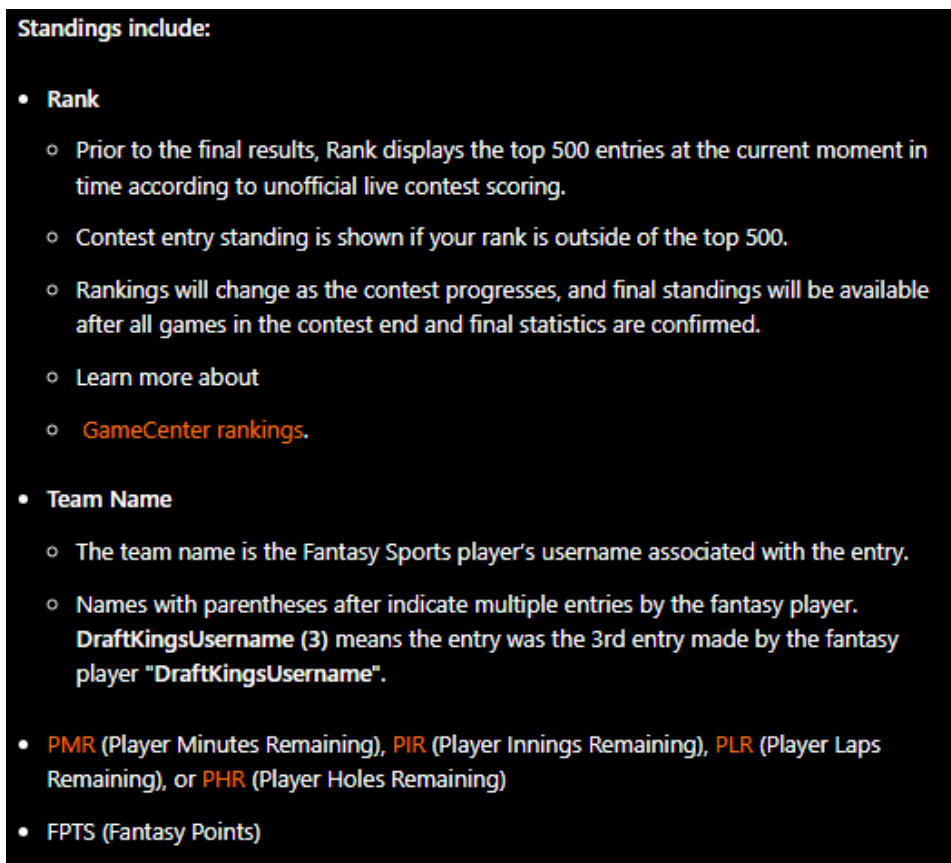 Standings include:
• Rank
○ Prior to the final results, Rank displays the top 500 entries at the current moment in
time according to unofficial live contest scoring.
○ Contest entry standing is shown if your rank is outside of the top 500.
○ Rankings will change as the contest progresses, and final standings will be available
after all games in the contest end and final statistics are confirmed.
○ Learn more about
○ GameCenter rankings.
• Team Name
○ The team name is the Fantasy Sports player's username associated with the entry.
○ Names with parentheses after indicate multiple entries by the fantasy player.
DraftKingsUsername (3) means the entry was the 3rd entry made by the fantasy
player "DraftKingsUsername".
• PMR (Player Minutes Remaining), PIR (Player Innings Remaining), PLR (Player Laps
Remaining), or PHR (Player Holes Remaining)
• FPTS (Fantasy Points)